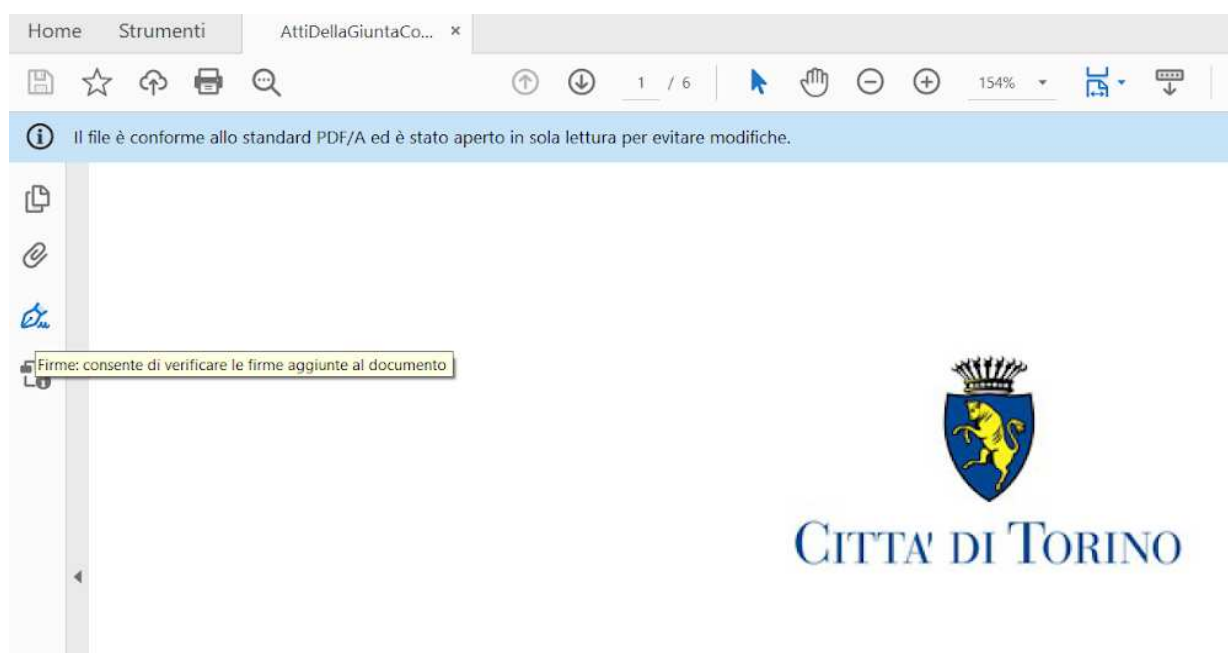 Home Strumenti AttiDellaGiuntaCo... ×
1 / 6 154%
Il file è conforme allo standard PDF/A ed è stato aperto in sola lettura per evitare modifiche.
Firme: consente di verificare le firme aggiunte al documento
CITTA' DI TORINO